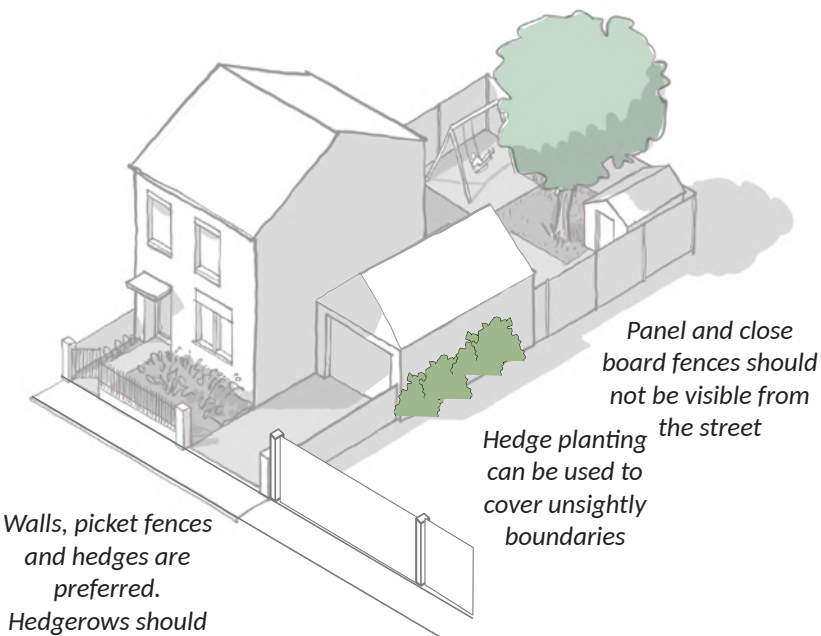 Panel and close
board fences should
not be visible from
the street
Hedge planting
can be used to
cover unsightly
boundaries
Walls, picket fences
and hedges are
preferred.
Hedgerows should